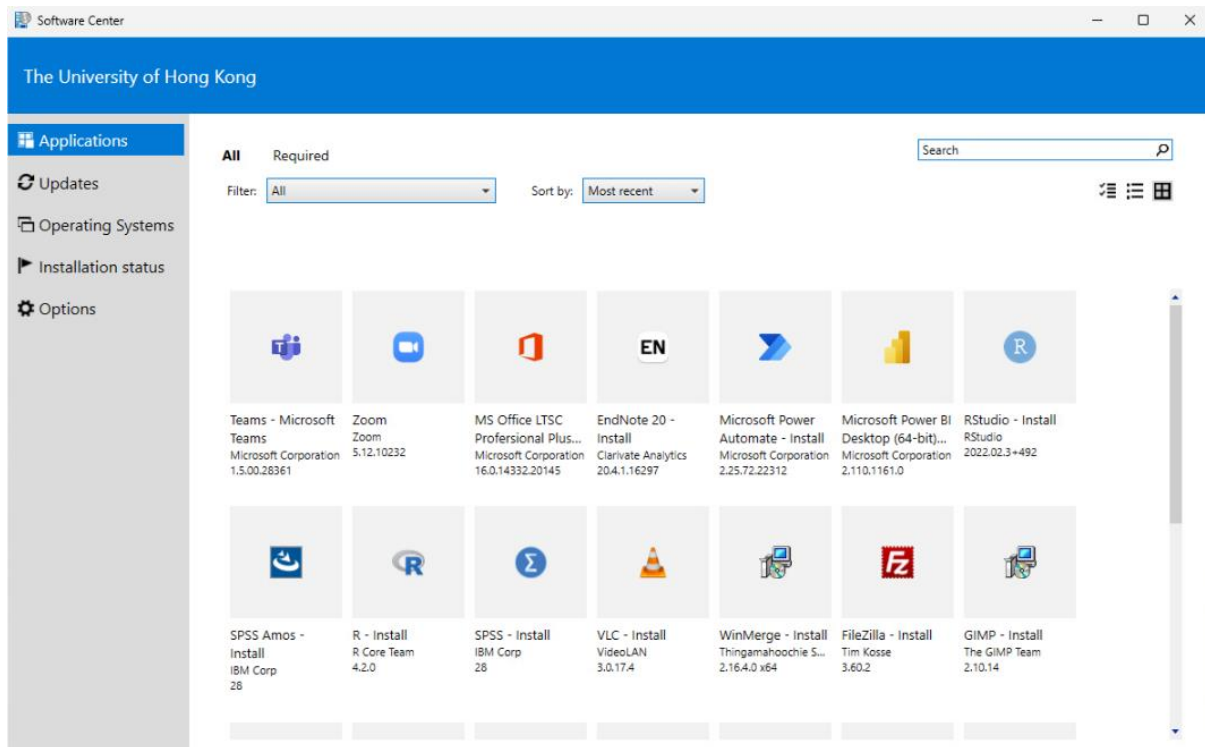 Software Center
The University of Hong Kong
Applications
Updates
Operating Systems
Installation status
Options
All Required
Search
Filter: All Sort by: Most recent
EN
R
Teams - Microsoft
Teams
Microsoft Corporation
1.5.00.28361
Zoom
Zoom
5.12.10232
MS Office LTSC
Profersional Plus...
Microsoft Corporation
16.0.14332.20145
EndNote 20 -
Install
Clarivate Analytics
20.4.1.16297
Microsoft Power
Automate - Install
Microsoft Corporation
2.25.72.22312
Microsoft Power BI
Desktop (64-bit)...
Microsoft Corporation
2.110.1161.0
RStudio - Install
RStudio
2022.02.3+492
R
Σ
Fz
SPSS Amos -
Install
IBM Corp
28
R - Install
R Core Team
4.2.0
SPSS - Install
IBM Corp
28
VLC - Install
VideoLAN
3.0.17.4
WinMerge - Install
Thingamahoochie S...
2.16.4.0 x64
FileZilla - Install
Tim Kosse
3.60.2
GIMP - Install
The GIMP Team
2.10.14